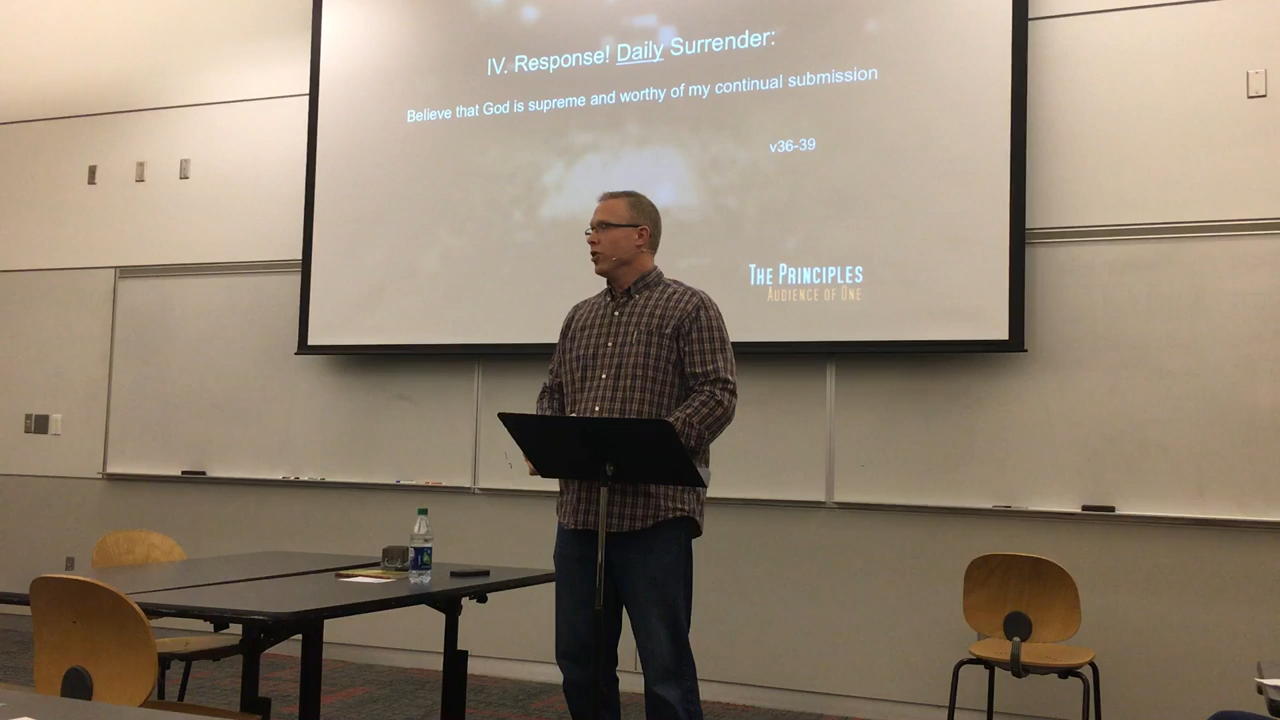 IV. Response! Daily Surrender:
Believe that God is supreme and worthy of my continual submission
v36-39
The Principles
Audience of One